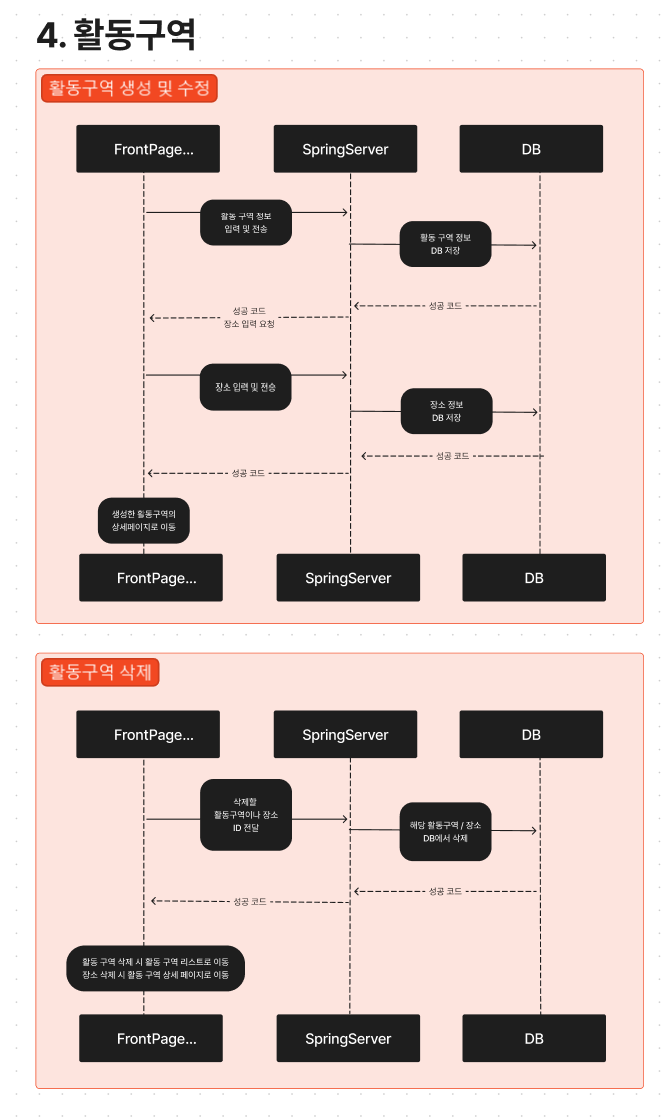 4. 활동구역
활동구역 생성 및 수정
FrontPage...
SpringServer
DB
활동 구역 정보
입력 및 전송
활동 구역 정보
DB 저장
성공 코드
성공 코드
장소 입력 요청
장소 입력 및 전송
장소 정보
DB 저장
성공 코드
성공 코드
생성한 활동구역의
상세페이지로 이동
FrontPage...
SpringServer
DB
활동구역 삭제
FrontPage...
SpringServer
DB
삭제할
활동구역이나 장소
ID 전달
해당 활동구역 / 장소
DB에서 삭제
성공 코드
성공 코드
활동 구역 삭제 시 활동 구역 리스트로 이동
장소 삭제 시 활동 구역 상세 페이지로 이동
FrontPage...
SpringServer
DB